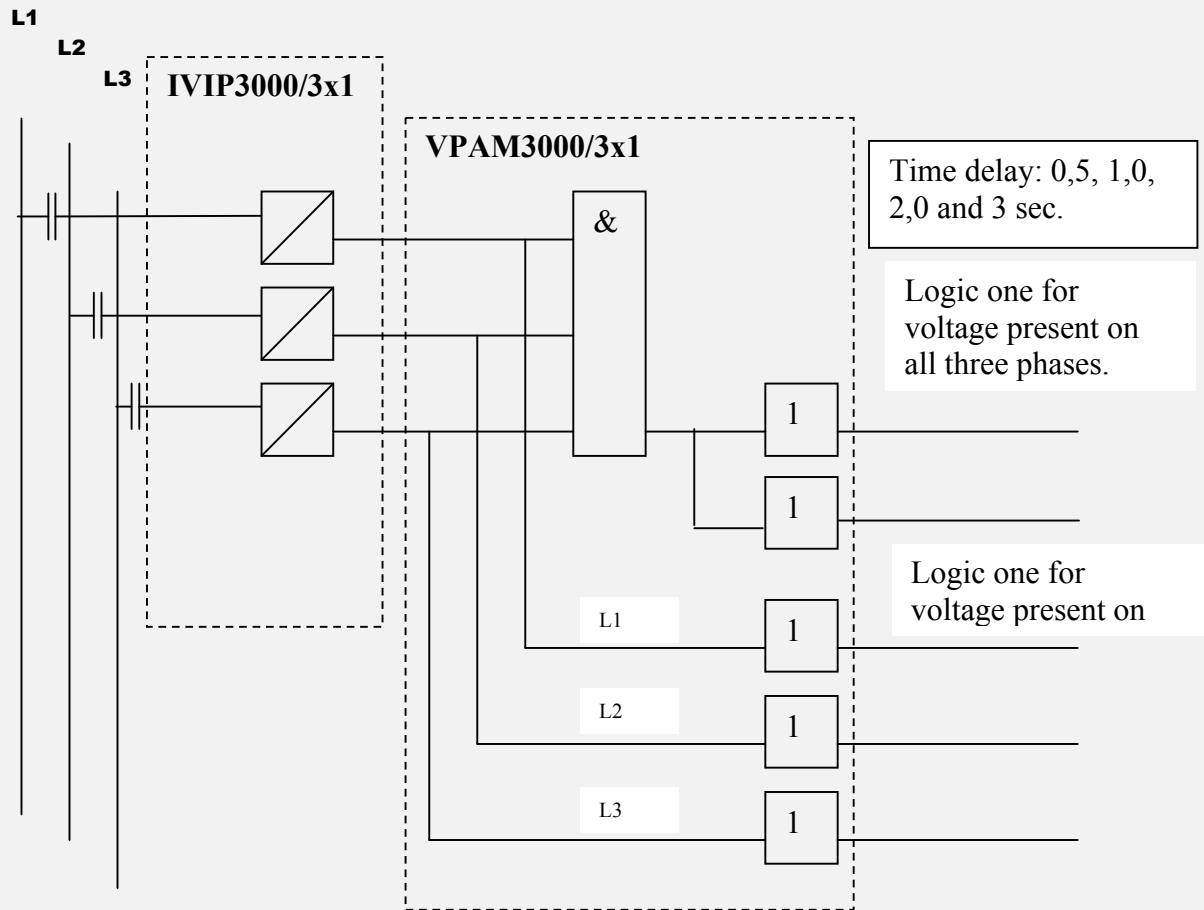 L1
L2
L3
IVIP3000/3x1
VPAM3000/3x1
Time delay: 0,5, 1,0,
2,0 and 3 sec.
&
Logic one for
voltage present on
all three phases.
1
1
Logic one for
voltage present on
L1
1
L2
1
L3
1